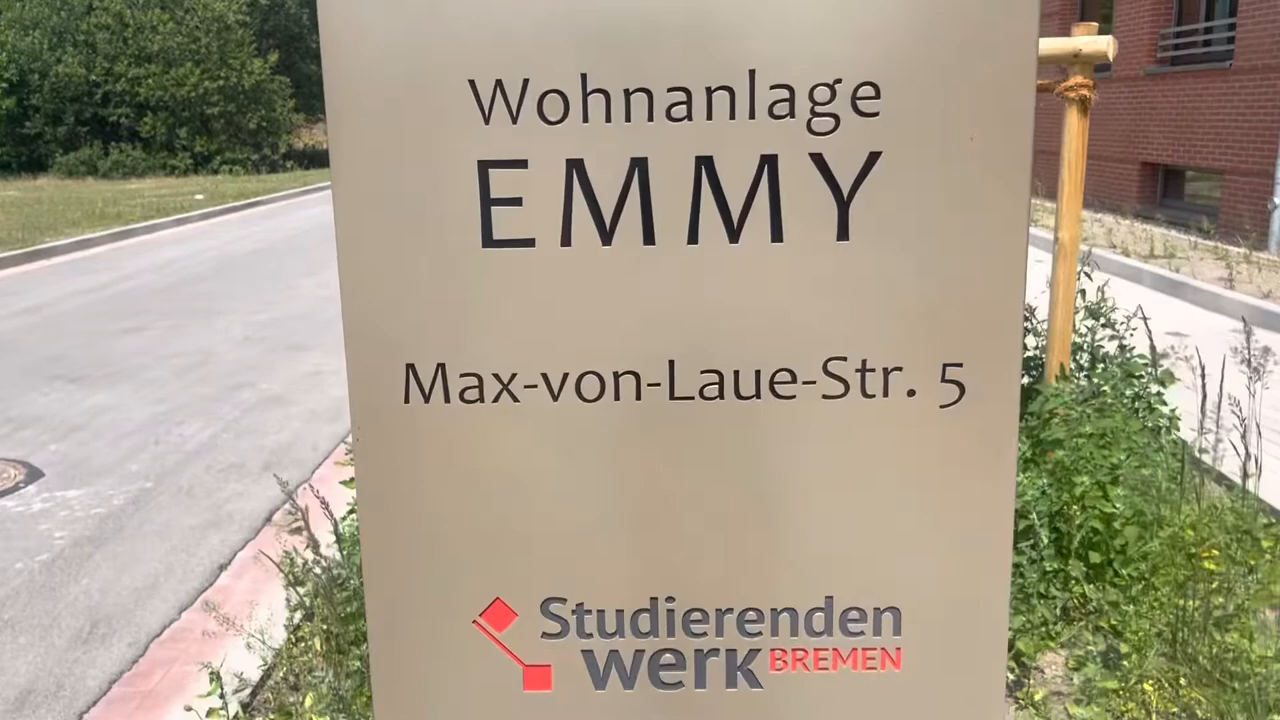 Wohnanlage
EMMY
Max-von-Laue-Str. 5
Studierenden
werk BREMEN